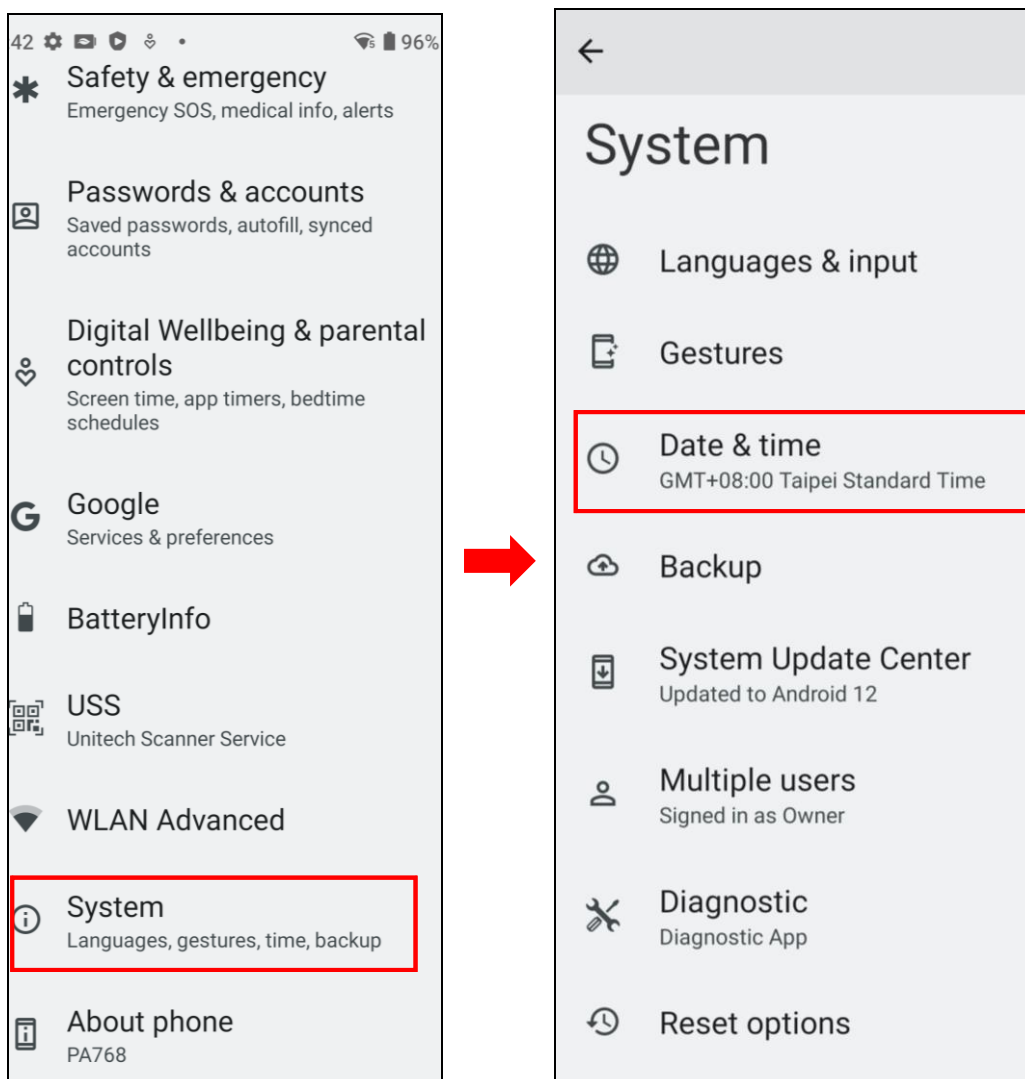 42
96%
Safety & emergency
Emergency SOS, medical info, alerts
Passwords & accounts
Saved passwords, autofill, synced
accounts
Digital Wellbeing & parental
controls
Screen time, app timers, bedtime
schedules
Google
Services & preferences
BatteryInfo
USS
Unitech Scanner Service
WLAN Advanced
System
Languages, gestures, time, backup
About phone
PA768
System
Languages & input
Gestures
Date & time
GMT+08:00 Taipei Standard Time
Backup
System Update Center
Updated to Android 12
Multiple users
Signed in as Owner
Diagnostic
Diagnostic App
Reset options